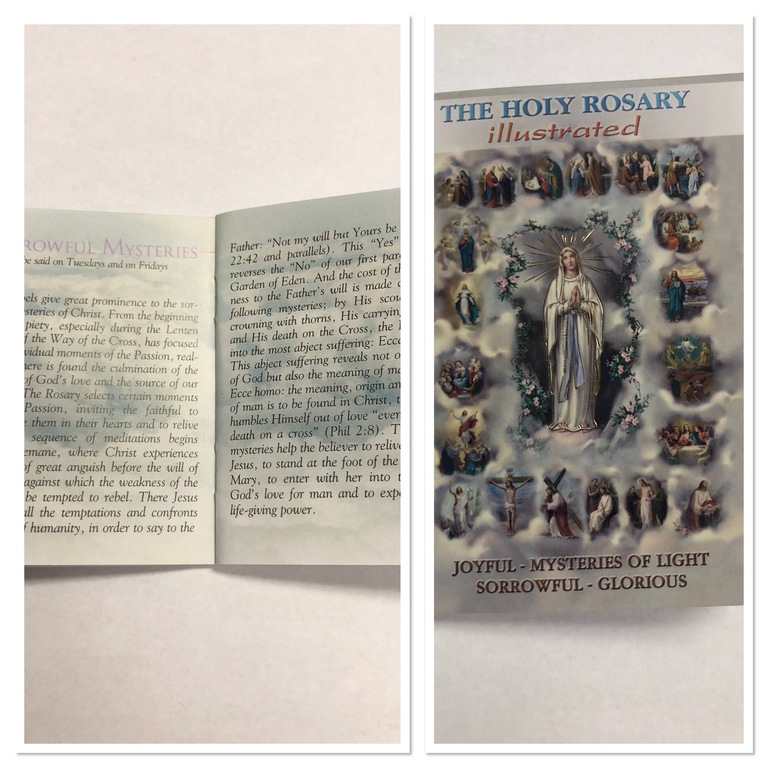 ROWFUL MYSTERIES
be said on Tuesdays and on Fridays
els give great prominence to the sor-
steries of Christ. From the beginning
piety, especially during the Lenten
f the Way of the Cross, has focused
vidual moments of the Passion, real-
here is found the culmination of the
of God's love and the source of our
The Rosary selects certain moments
Passion, inviting the faithful to
e them in their hearts and to relive
sequence of meditations begins
emane, where Christ experiences
of great anguish before the will of
against which the weakness of the
be tempted to rebel. There Jesus
all the temptations and confronts
f humanity, in order to say to the
Father: "Not my will but Yours be
22:42 and parallels). This "Yes"
reverses the "No" of our first pare
Garden of Eden. And the cost of th
ness to the Father's will is made c
following mysteries; by His scou
crowning with thorns, His carrying
and His death on the Cross, the L
into the most abject suffering: Ecce
This abject suffering reveals not o
of God but also the meaning of ma
Ecce homo: the meaning, origin an
of man is to be found in Christ, t
humbles Himself out of love "even
death on a cross" (Phil 2:8). T
mysteries help the believer to relive
Jesus, to stand at the foot of the
Mary, to enter with her into t
God's love for man and to expe
life-giving power.
THE HOLY ROSARY
illustrated
JOYFUL - MYSTERIES OF LIGHT
SORROWFUL - GLORIOUS